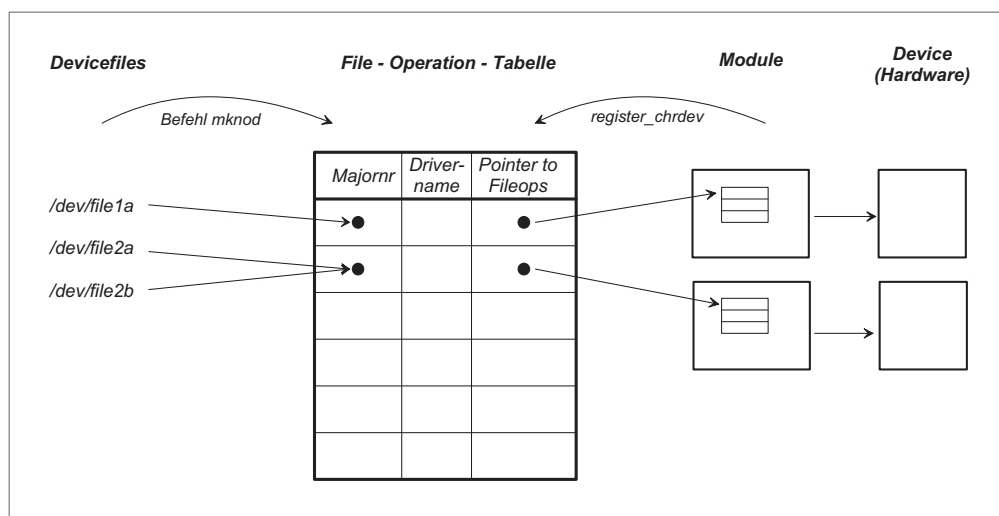 Devicefiles
File - Operation - Tabelle
Module
Device
(Hardware)
Befehl mknod
register_chrdev
Majornr
Driver-
name
Pointer to
Fileops
/dev/file1a
/dev/file2a
/dev/file2b